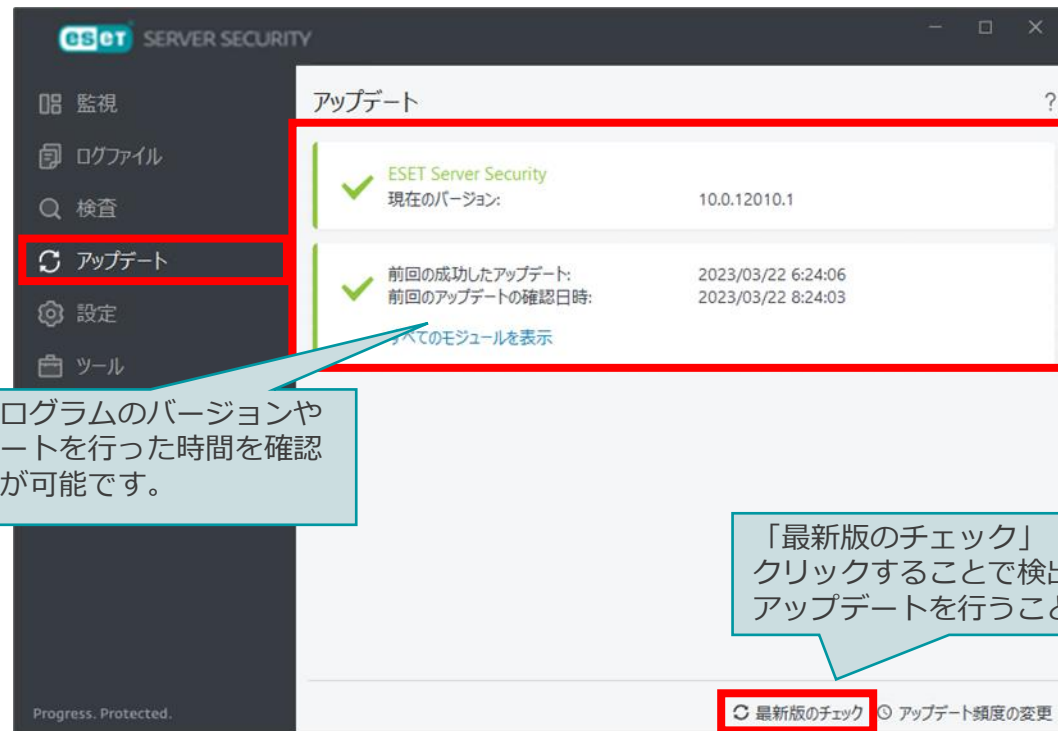 eset SERVER SECURITY
監視
ログファイル
検査
アップデート
設定
ツール
アップデート
?
ESET Server Security
現在のバージョン: 10.0.12010.1
前回の成功したアップデート: 2023/03/22 6:24:06
前回のアップデートの確認日時: 2023/03/22 8:24:03
すべてのモジュールを表示
ログラムのバージョンや
ートを行った時間を確認
が可能です。
「最新版のチェック」
クリックすることで検出
アップデートを行うこと
Progress. Protected.
最新版のチェック
アップデート頻度の変更